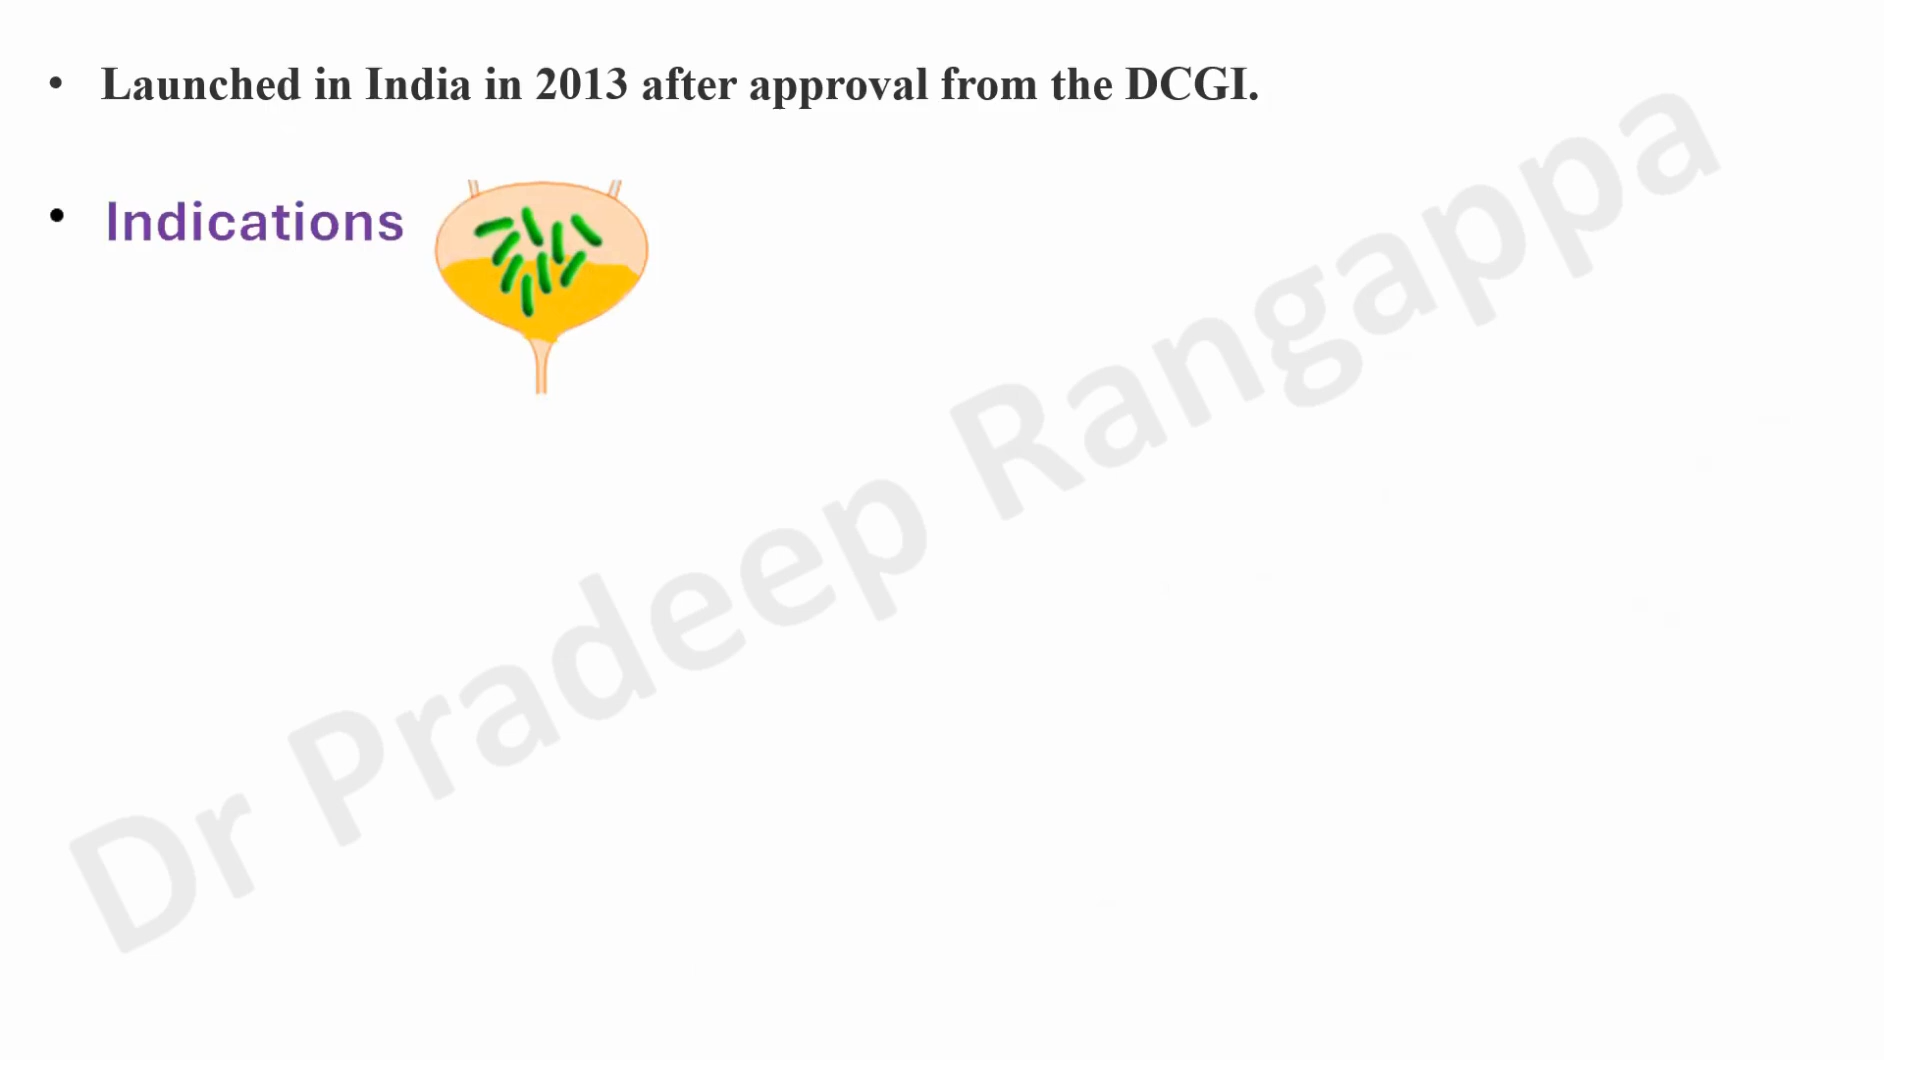 • Launched in India in 2013 after approval from the DCGI.
• Indications
Dr Pradeep Rangappa